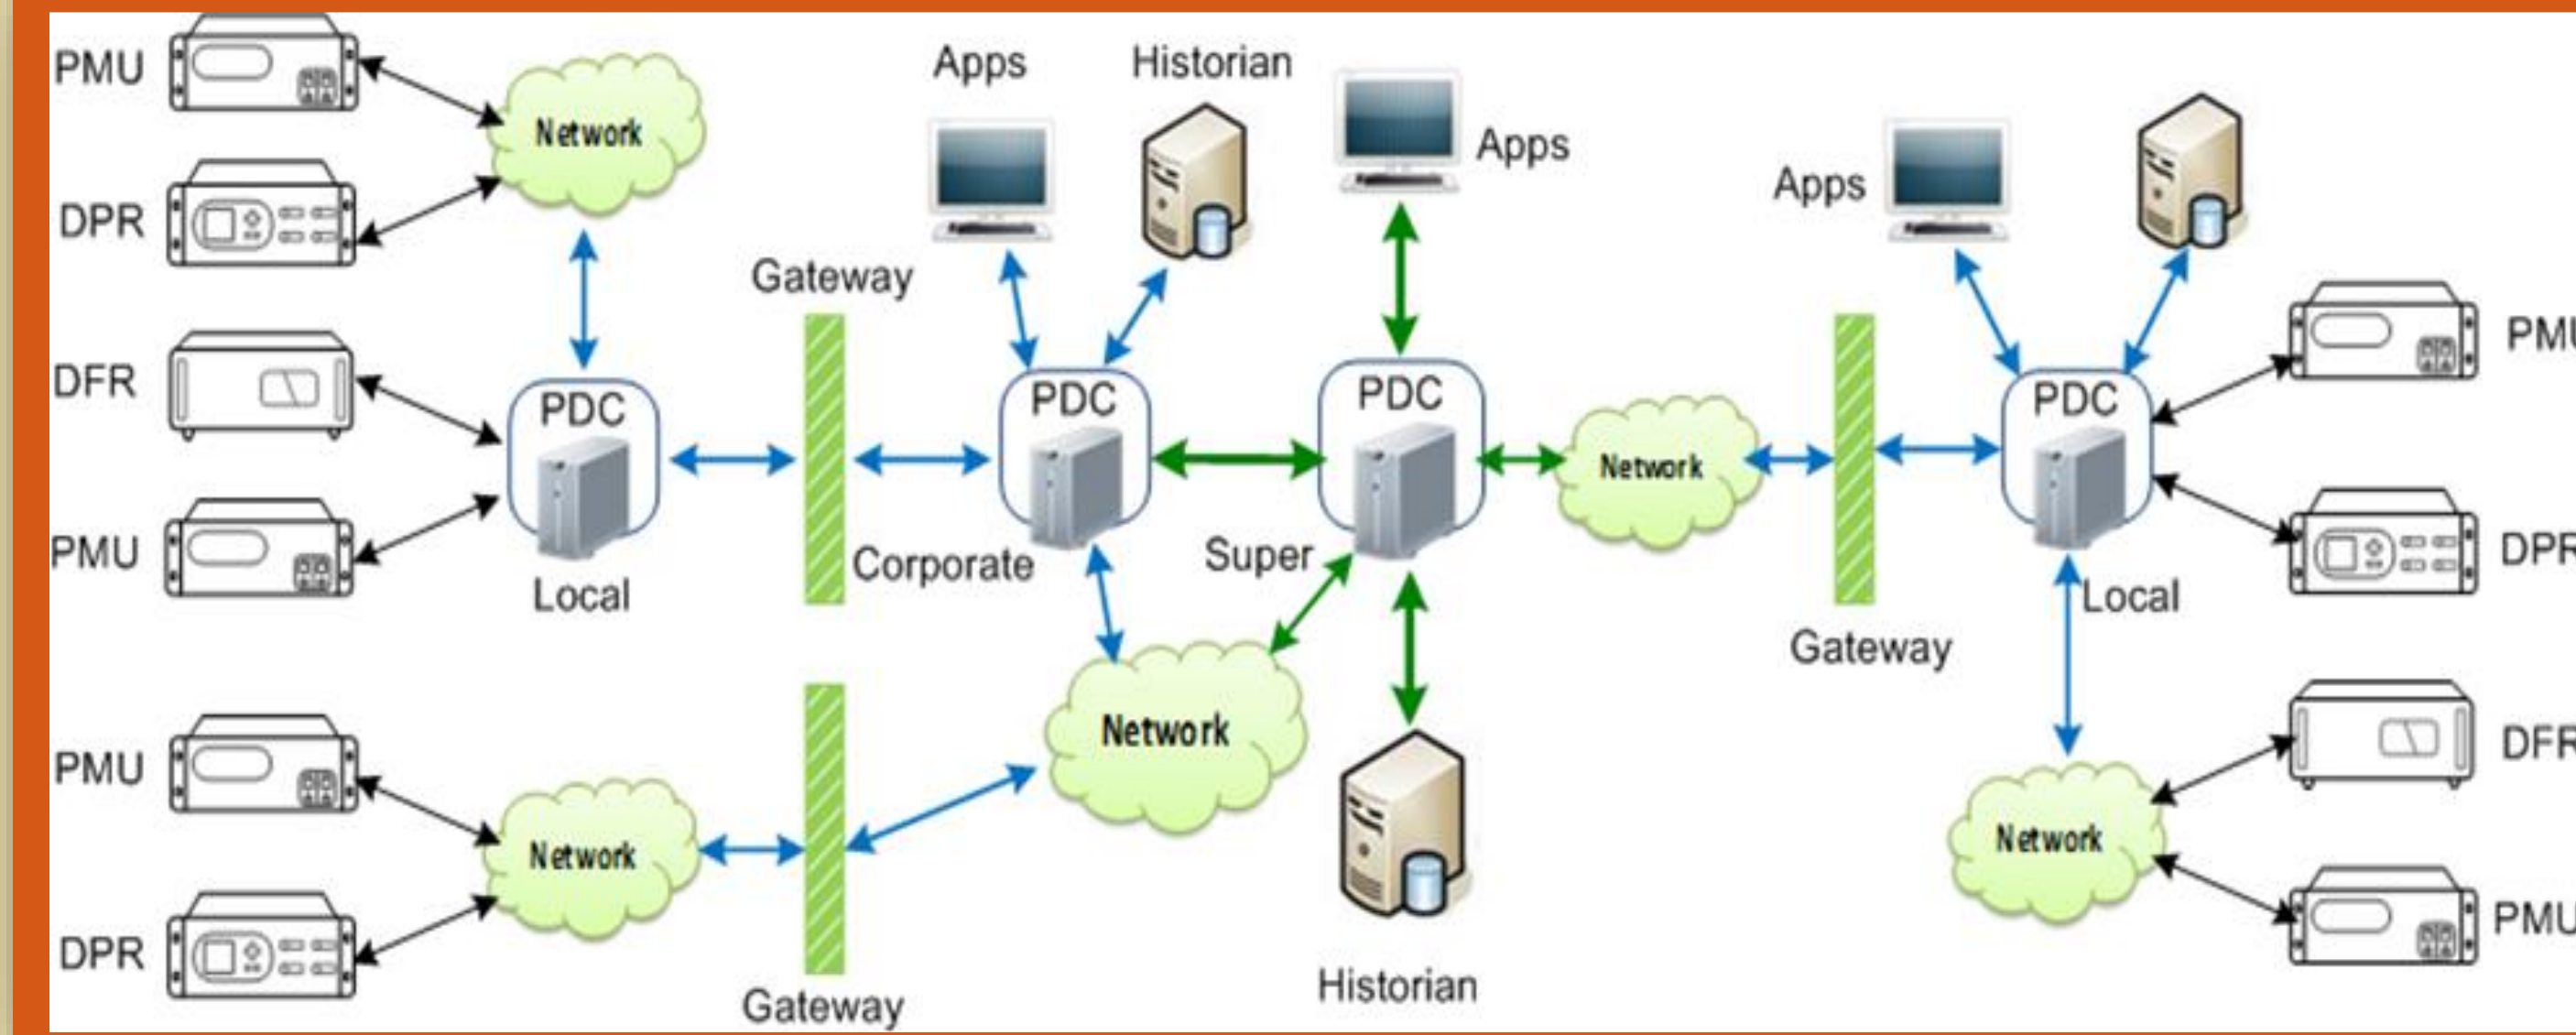 PMU
Network
DPR
DFR
PMU
PDC
Local
Gateway
Apps
Historian
Apps
PDC
Corporate
PDC
Super
Network
Apps
Gateway
PDC
Local
PMU
DPR
DFR
PMU
Network
PMU
DPR
Network
Gateway
Network
Historian